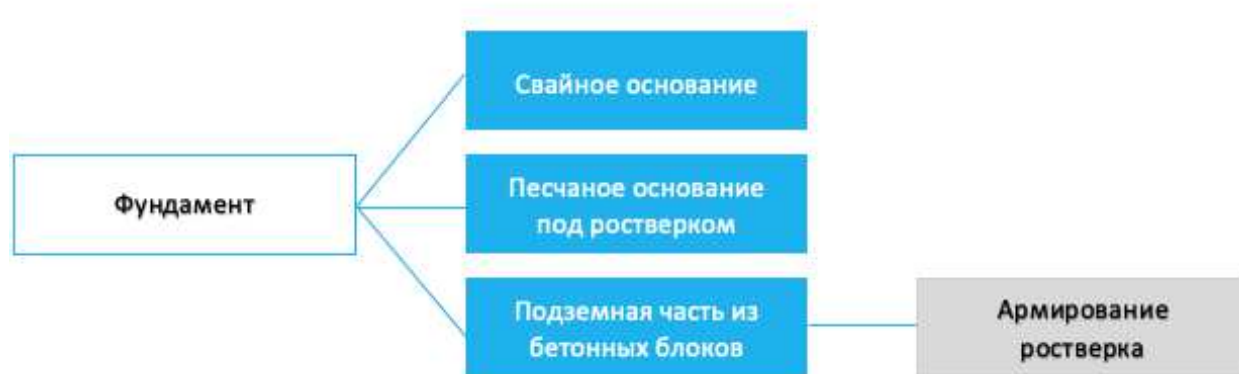 Свайное основание
Фундамент
Песчаное основание
под ростверком
Подземная часть из
бетонных блоков
Армирование
ростверка